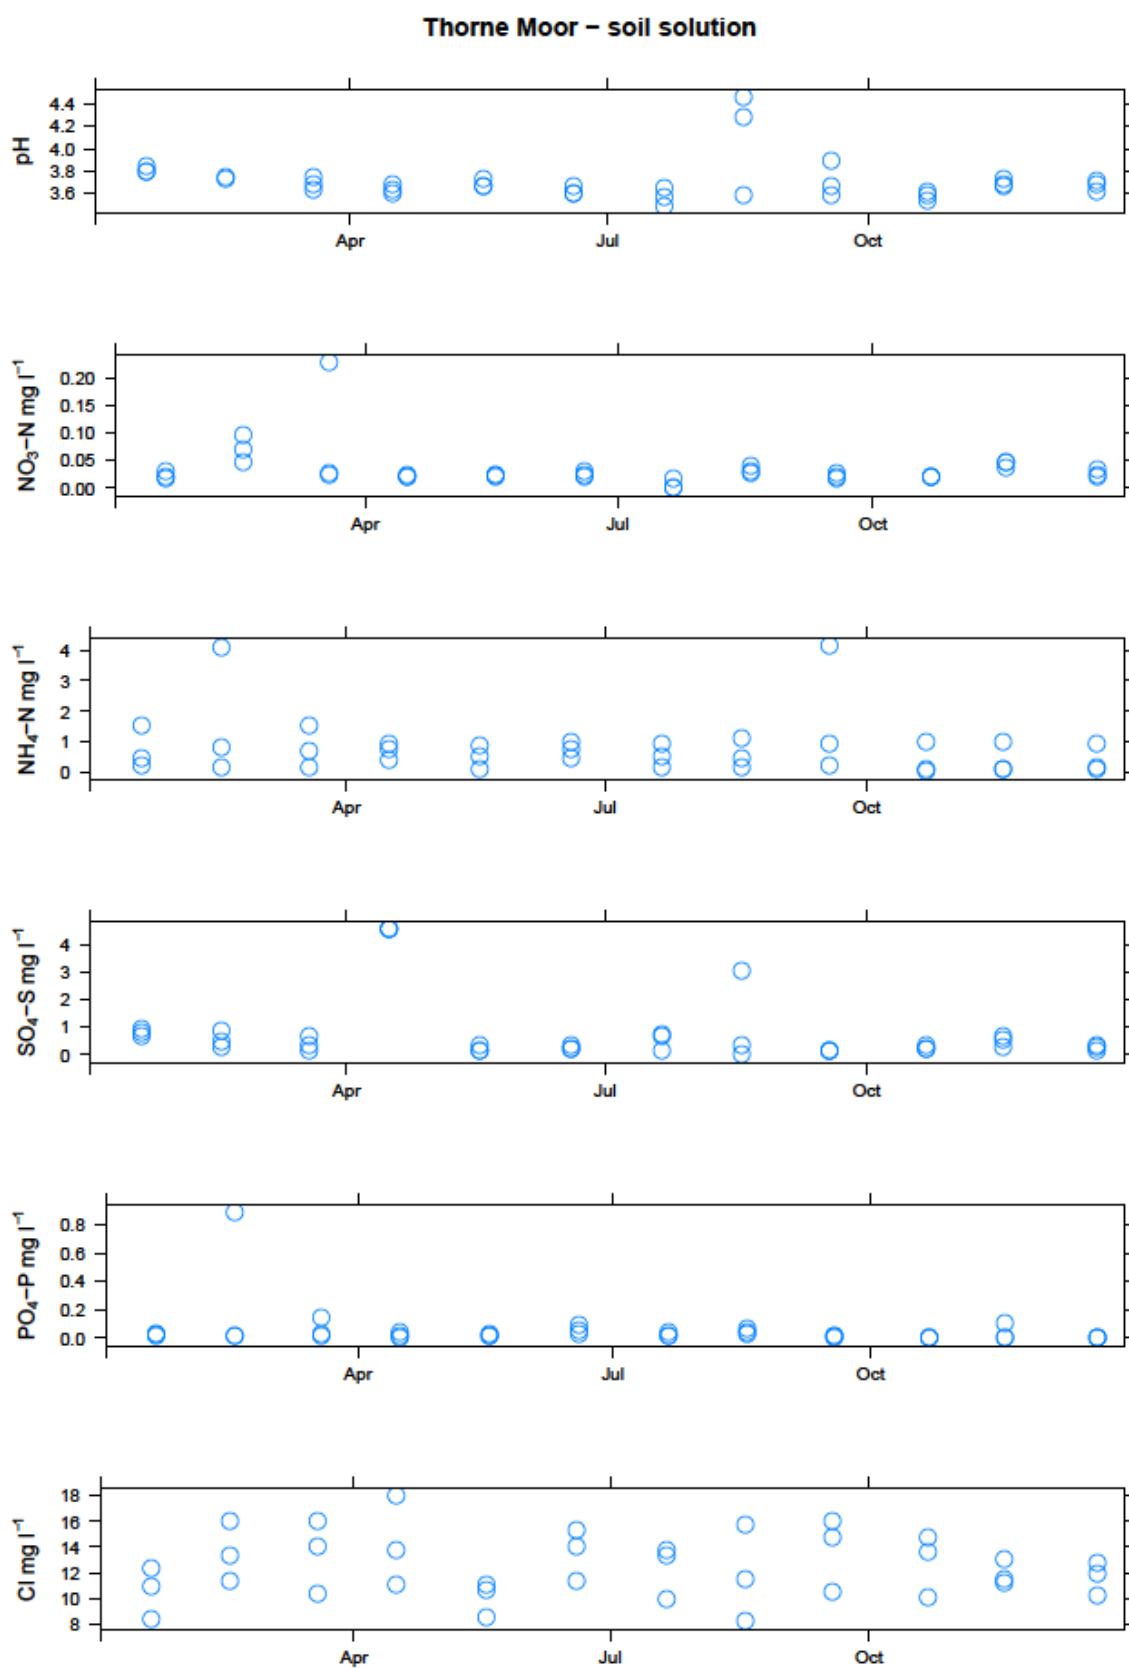 Thorne Moor − soil solution
pH
4.4
4.2
4.0
3.8
3.6
Apr Jul Oct
NO₃−N mg l⁻¹
0.20
0.15
0.10
0.05
0.00
Apr Jul Oct
NH₄−N mg l⁻¹
4
3
2
1
0
Apr Jul Oct
SO₄−S mg l⁻¹
4
3
2
1
0
Apr Jul Oct
PO₄−P mg l⁻¹
0.8
0.6
0.4
0.2
0.0
Apr Jul Oct
Cl mg l⁻¹
18
16
14
12
10
8
Apr Jul Oct